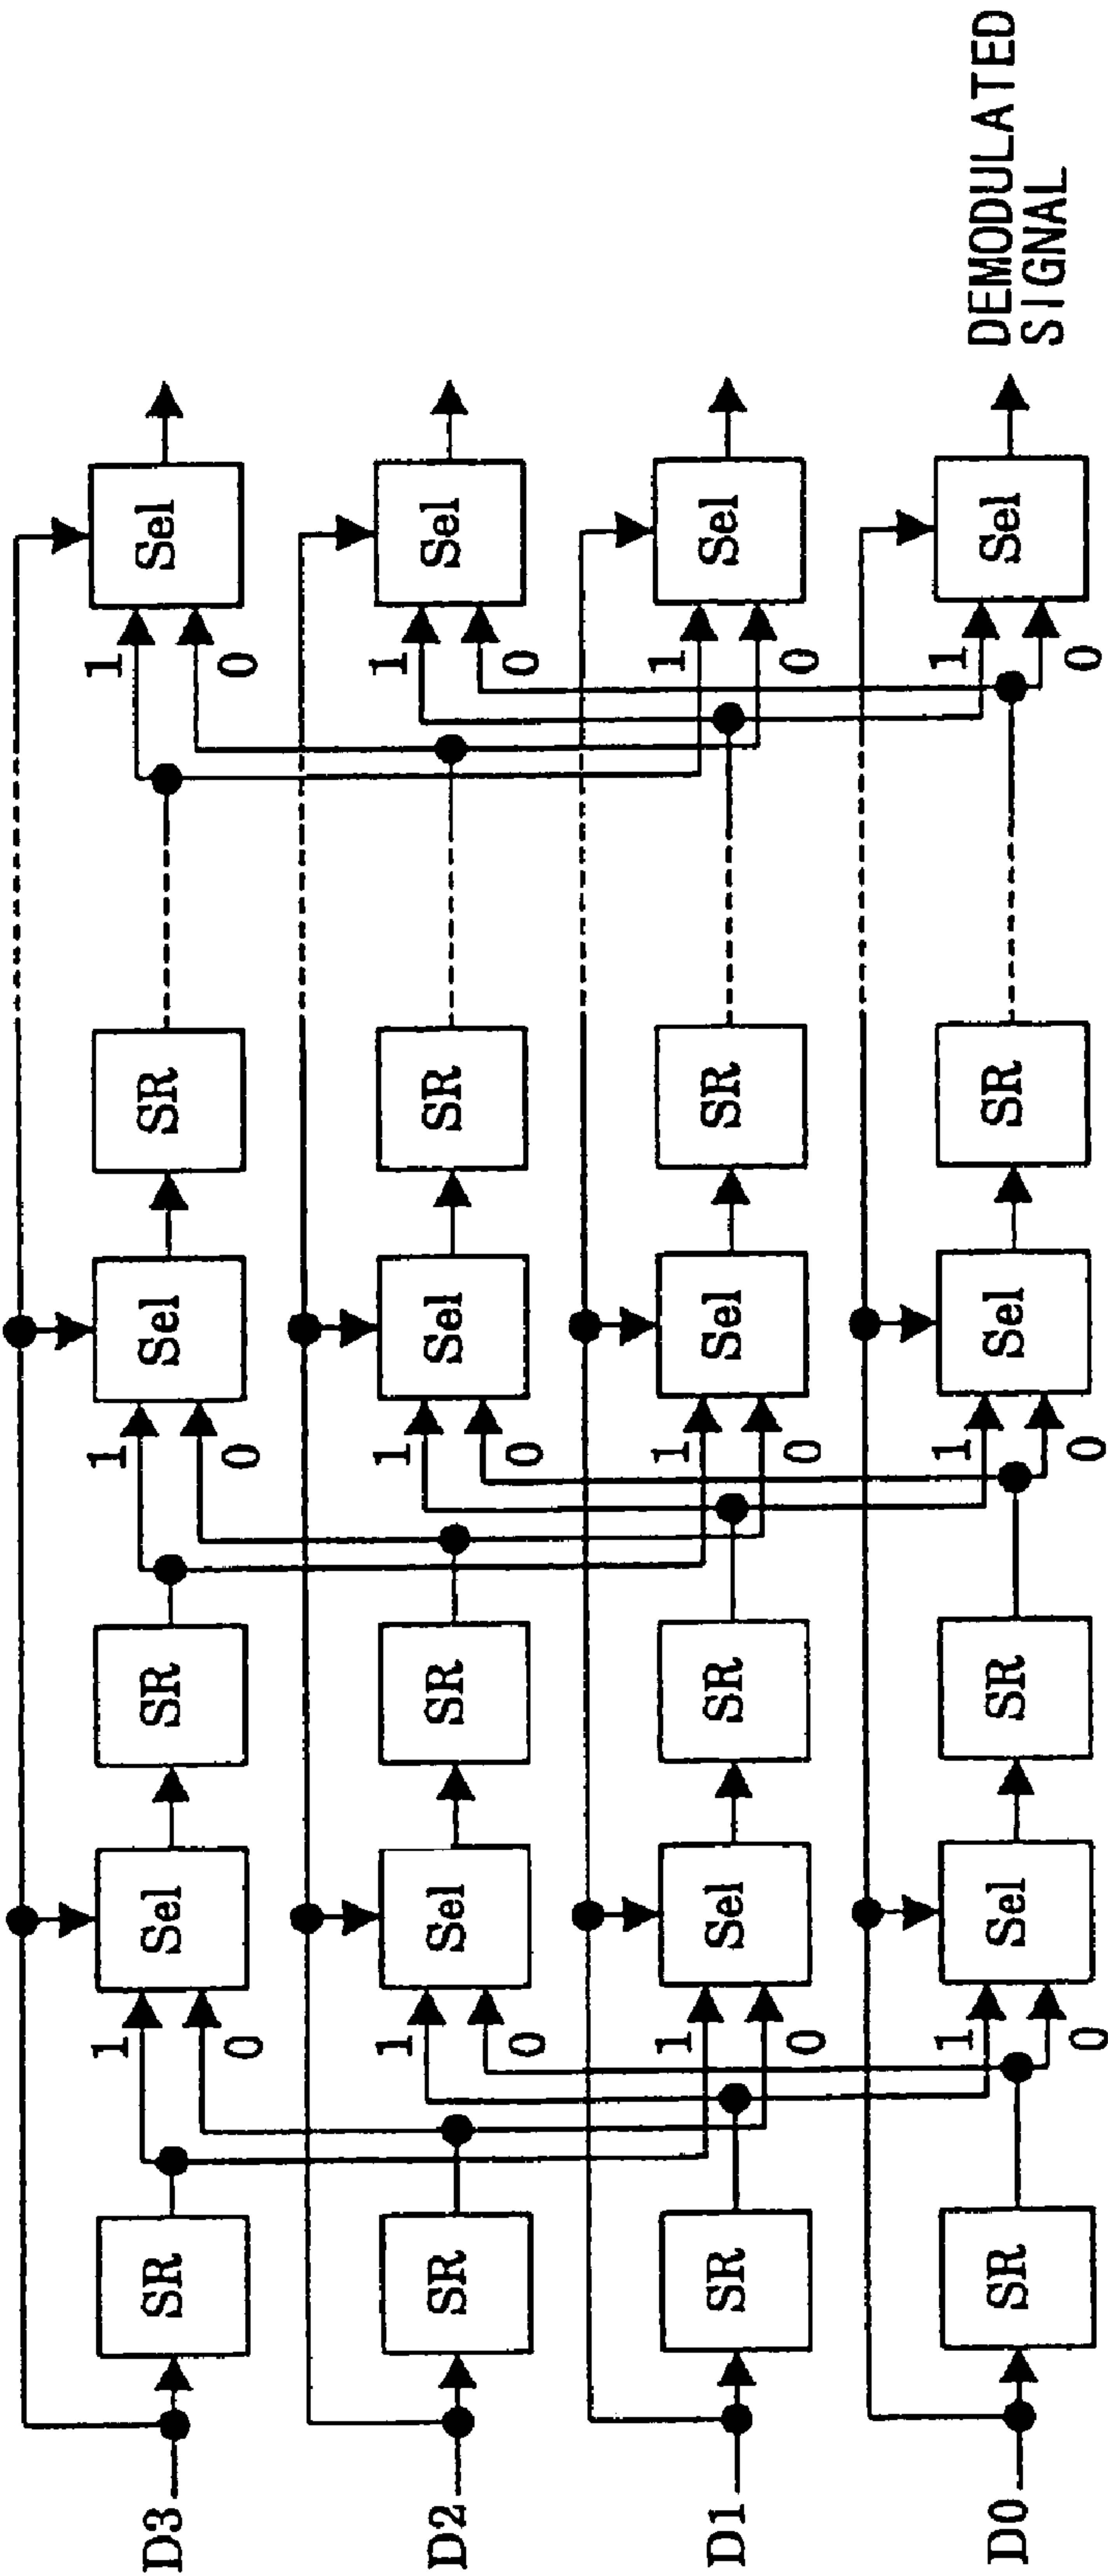 1 1 1
D3 SR Sel SR Sel SR Sel
0 0 0
1 1 1
D2 SR Sel SR Sel SR Sel
0 0 0
1 1 1
D1 SR Sel SR Sel SR Sel
0 0 0
1 1 1
D0 SR Sel SR Sel SR Sel
0 0 0
DEMODULATED
SIGNAL